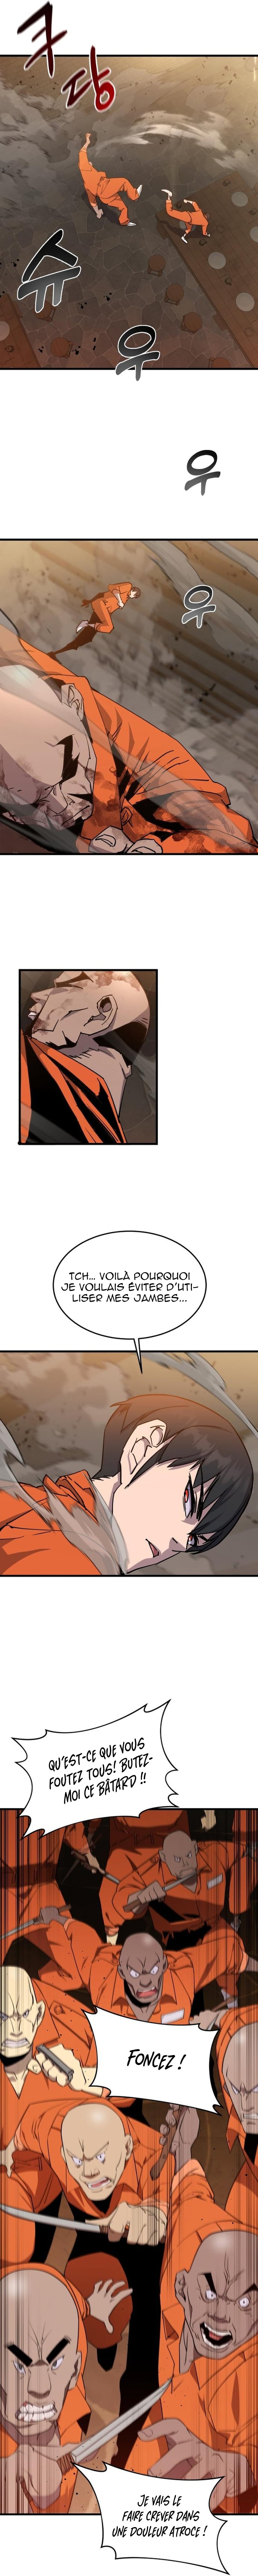 쿠
당
슈
우
우
우
TCH... VOILÀ POURQUOI
JE VOULAIS ÉVITER D'UTI-
LISER MES JAMBES...
QU'EST-CE QUE VOUS
FOUTEZ TOUS! BUTEZ-
MOI CE BÂTARD !!
FONCEZ !
JE VAIS LE
FAIRE CREVER DANS
UNE DOULEUR ATROCE !